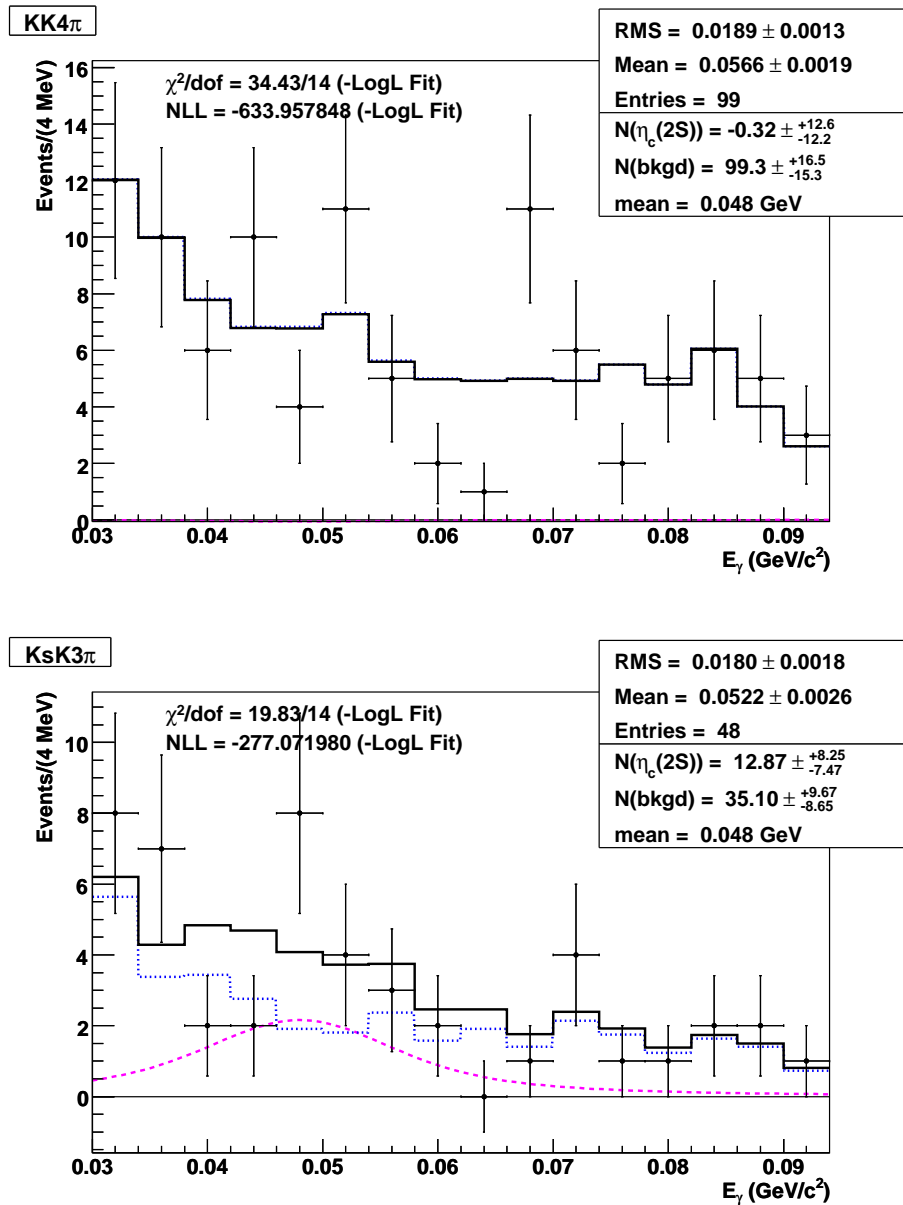 KK4π
RMS = 0.0189 ± 0.0013
Mean = 0.0566 ± 0.0019
Entries = 99
N(η_c(2S)) = -0.32 ± +12.6 -12.2
N(bkgd) = 99.3 ± +16.5 -15.3
mean = 0.048 GeV
χ²/dof = 34.43/14 (-LogL Fit)
NLL = -633.957848 (-LogL Fit)
Events/(4 MeV)
16
14
12
10
8
6
4
2
0
0.03 0.04 0.05 0.06 0.07 0.08 0.09
E_γ (GeV/c²)
KsK3π
RMS = 0.0180 ± 0.0018
Mean = 0.0522 ± 0.0026
Entries = 48
N(η_c(2S)) = 12.87 ± +8.25 -7.47
N(bkgd) = 35.10 ± +9.67 -8.65
mean = 0.048 GeV
χ²/dof = 19.83/14 (-LogL Fit)
NLL = -277.071980 (-LogL Fit)
Events/(4 MeV)
10
8
6
4
2
0
0.03 0.04 0.05 0.06 0.07 0.08 0.09
E_γ (GeV/c²)